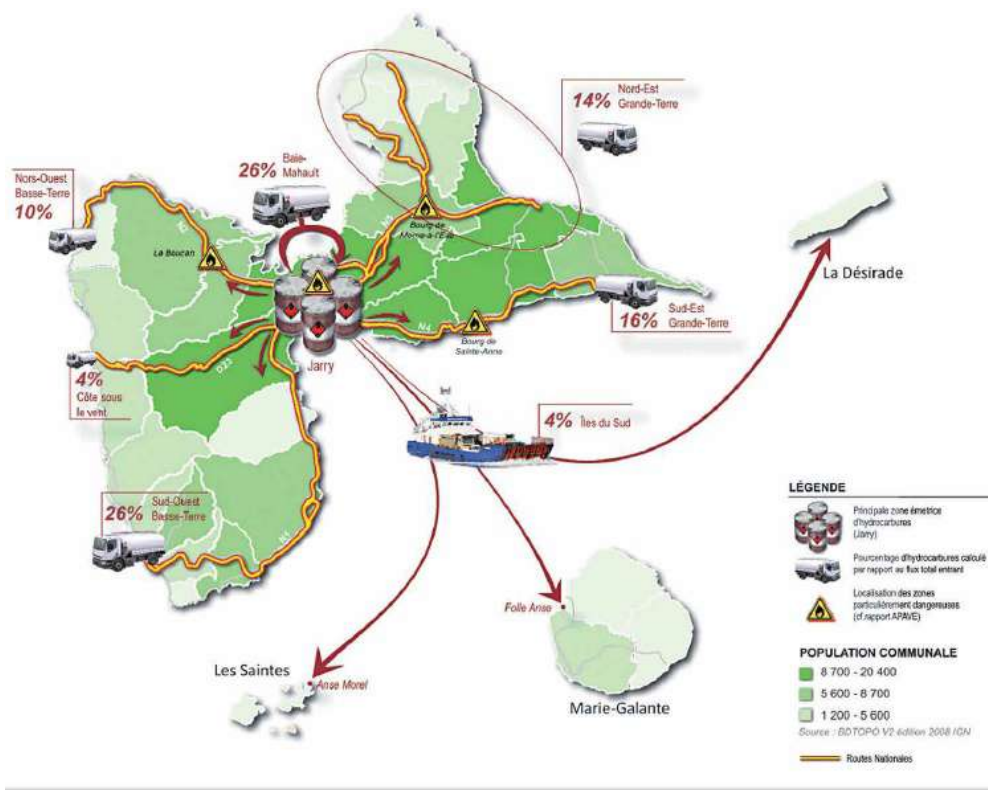 14%
Nord-Est
Grande-Terre
26%
Baie-
Mahault
Nors-Ouest
Basse-Terre
10%
La Boucan
Bourg de
Morne-à-l'Eau
La Désirade
16%
Sud-Est
Grande-Terre
N4
Bourg de
Sainte-Anne
Jarry
D23
4%
Côte sous
le vent
4% Îles du Sud
26%
Sud-Ouest
Basse-Terre
N1
LÉGENDE
Principale zone émetrice
d'hydrocarbures
(Jarry)
Pourcentage d'hydrocarbures calculé
par rapport au flux total entrant
Localisation des zones
particulièrement dangereuses
(cf.rapport APAVE)
Folle Anse
Les Saintes
Anse Morel
Marie-Galante
POPULATION COMMUNALE
8 700 - 20 400
5 600 - 8 700
1 200 - 5 600
Source : BDTOPO V2 édition 2008 IGN
Routes Nationales